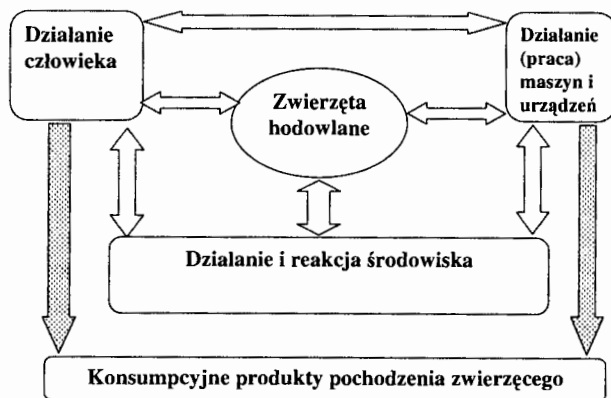 Działanie
człowieka
Działanie
(praca)
maszyn i
urządzeń
Zwierzęta
hodowlane
Działanie i reakcja środowiska
Konsumpcyjne produkty pochodzenia zwierzęcego